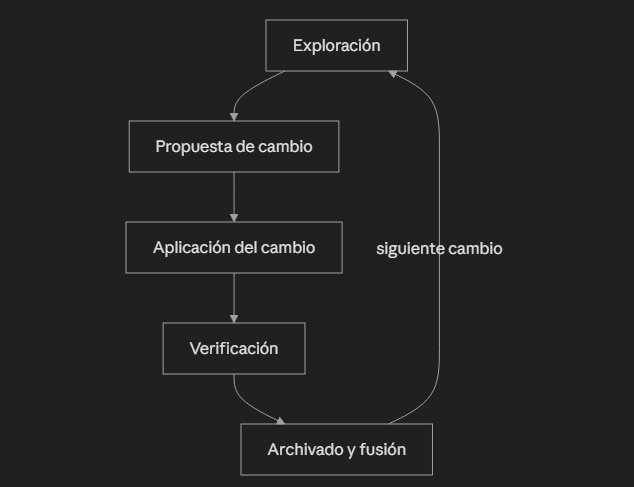 Exploración
Propuesta de cambio
Aplicación del cambio
siguiente cambio
Verificación
Archivado y fusión